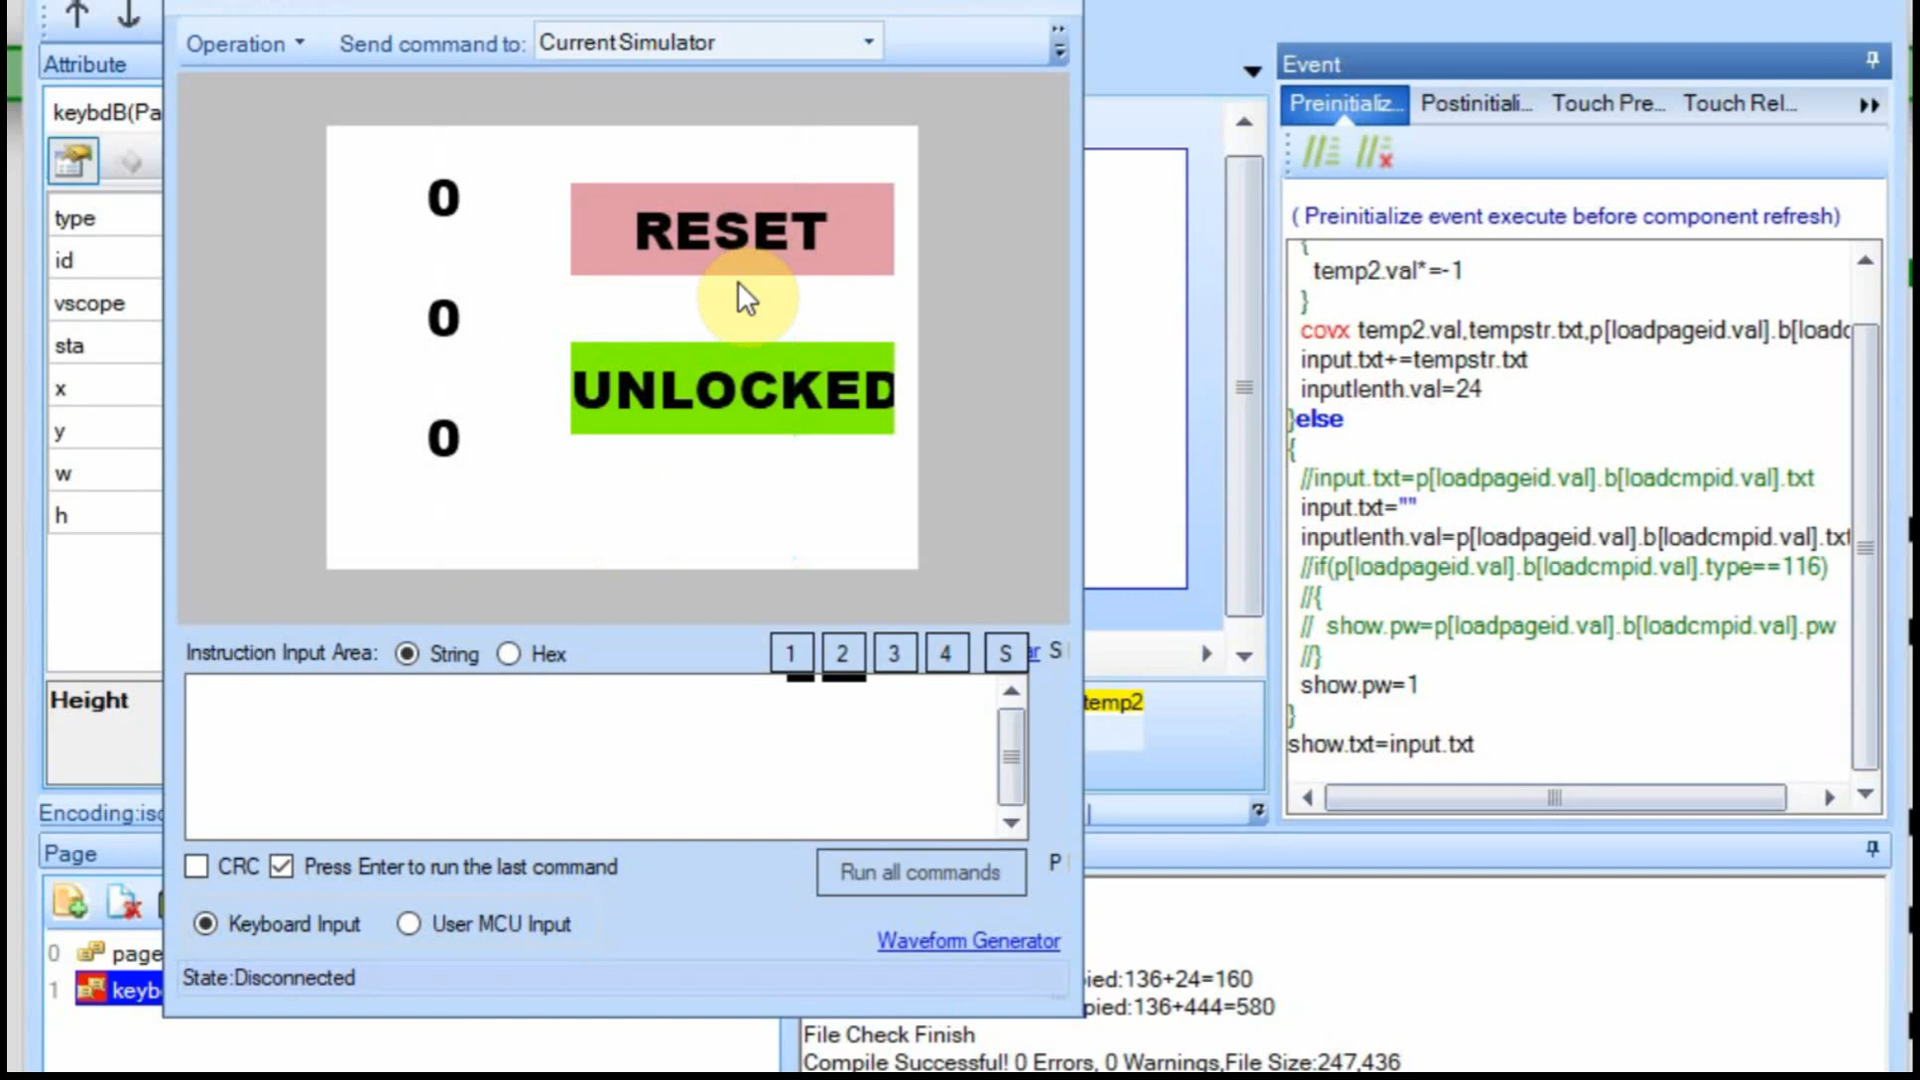 Operation
Send command to:
Current Simulator
Attribute
keybdB(Pa
type
id
vscope
sta
x
y
w
h
Height
Encoding:isc
Page
0 page
1 keyb
0
0
0
RESET
UNLOCKED
Instruction Input Area:
String
Hex
1
2
3
4
S
ar
S
CRC
Press Enter to run the last command
Run all commands
P
Keyboard Input
User MCU Input
Waveform Generator
State:Disconnected
temp2
Event
Preinitializ...
Postinitiali...
Touch Pre...
Touch Rel...
( Preinitialize event execute before component refresh)
{
temp2.val*=-1
}
covx temp2.val,tempstr.txt,p[loadpageid.val].b[loadc
input.txt+=tempstr.txt
inputlenth.val=24
}else
{
//input.txt=p[loadpageid.val].b[loadcmpid.val].txt
input.txt=""
inputlenth.val=p[loadpageid.val].b[loadcmpid.val].txt
//if(p[loadpageid.val].b[loadcmpid.val].type==116)
//{
// show.pw=p[loadpageid.val].b[loadcmpid.val].pw
//}
show.pw=1
}
show.txt=input.txt
pied:136+24=160
pied:136+444=580
File Check Finish
Compile Successful! 0 Errors, 0 Warnings,File Size:247,436